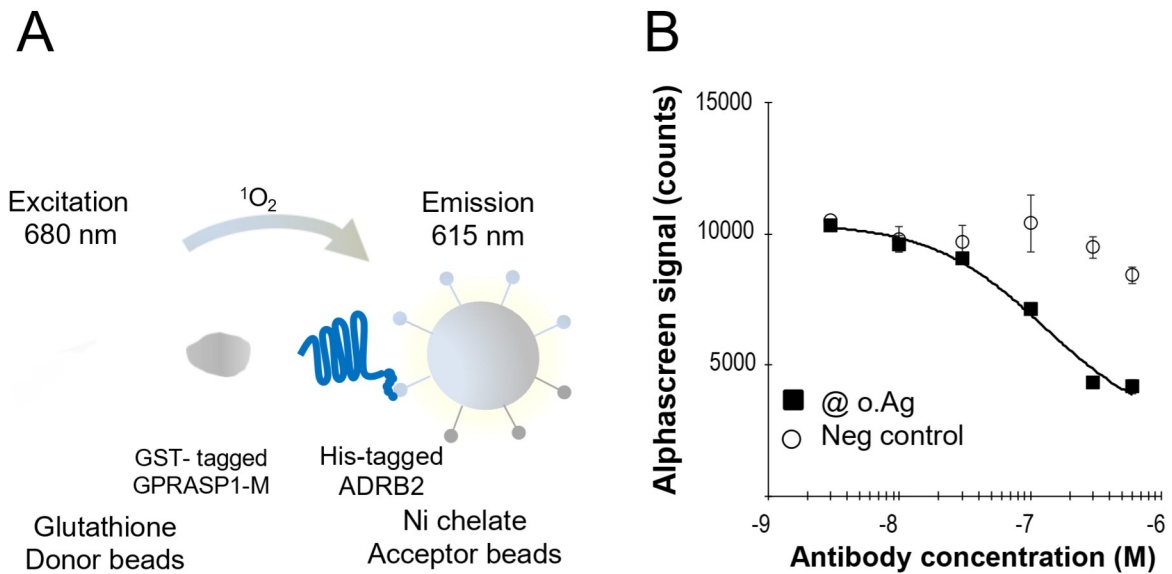 A
Excitation
680 nm
¹O₂
Emission
615 nm
GST- tagged
GPRASP1-M
His-tagged
ADRB2
Glutathione
Donor beads
Ni chelate
Acceptor beads
B
Alphascreen signal (counts)
15000
10000
5000
@ o.Ag
Neg control
-9
-8
-7
-6
Antibody concentration (M)